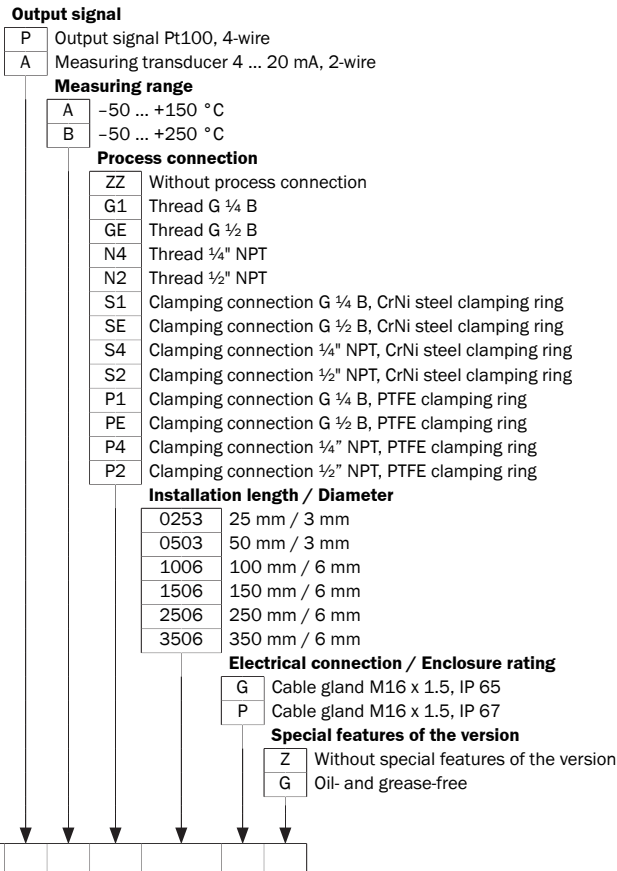 Output signal
P Output signal Pt100, 4-wire
A Measuring transducer 4 ... 20 mA, 2-wire
Measuring range
A –50 ... +150 °C
B –50 ... +250 °C
Process connection
ZZ Without process connection
G1 Thread G ¼ B
GE Thread G ½ B
N4 Thread ¼" NPT
N2 Thread ½" NPT
S1 Clamping connection G ¼ B, CrNi steel clamping ring
SE Clamping connection G ½ B, CrNi steel clamping ring
S4 Clamping connection ¼" NPT, CrNi steel clamping ring
S2 Clamping connection ½" NPT, CrNi steel clamping ring
P1 Clamping connection G ¼ B, PTFE clamping ring
PE Clamping connection G ½ B, PTFE clamping ring
P4 Clamping connection ¼” NPT, PTFE clamping ring
P2 Clamping connection ½” NPT, PTFE clamping ring
Installation length / Diameter
0253 25 mm / 3 mm
0503 50 mm / 3 mm
1006 100 mm / 6 mm
1506 150 mm / 6 mm
2506 250 mm / 6 mm
3506 350 mm / 6 mm
Electrical connection / Enclosure rating
G Cable gland M16 x 1.5, IP 65
P Cable gland M16 x 1.5, IP 67
Special features of the version
Z Without special features of the version
G Oil- and grease-free